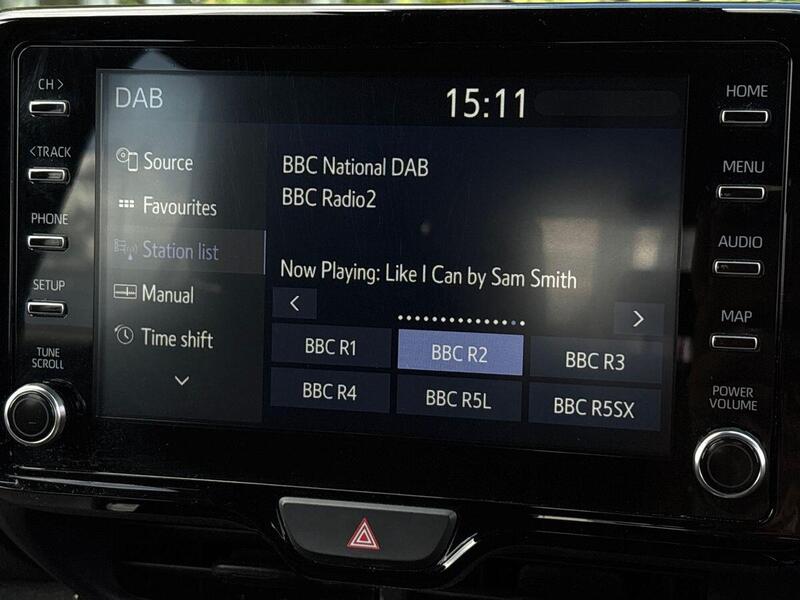 CH >
DAB
15:11
HOME
<TRACK
Source
BBC National DAB
MENU
PHONE
Favourites
BBC Radio2
Station list
AUDIO
SETUP
Manual
Now Playing: Like I Can by Sam Smith
< >
MAP
TUNE
SCROLL
Time shift
BBC R1
BBC R2
BBC R3
POWER
VOLUME
BBC R4
BBC R5L
BBC R5SX